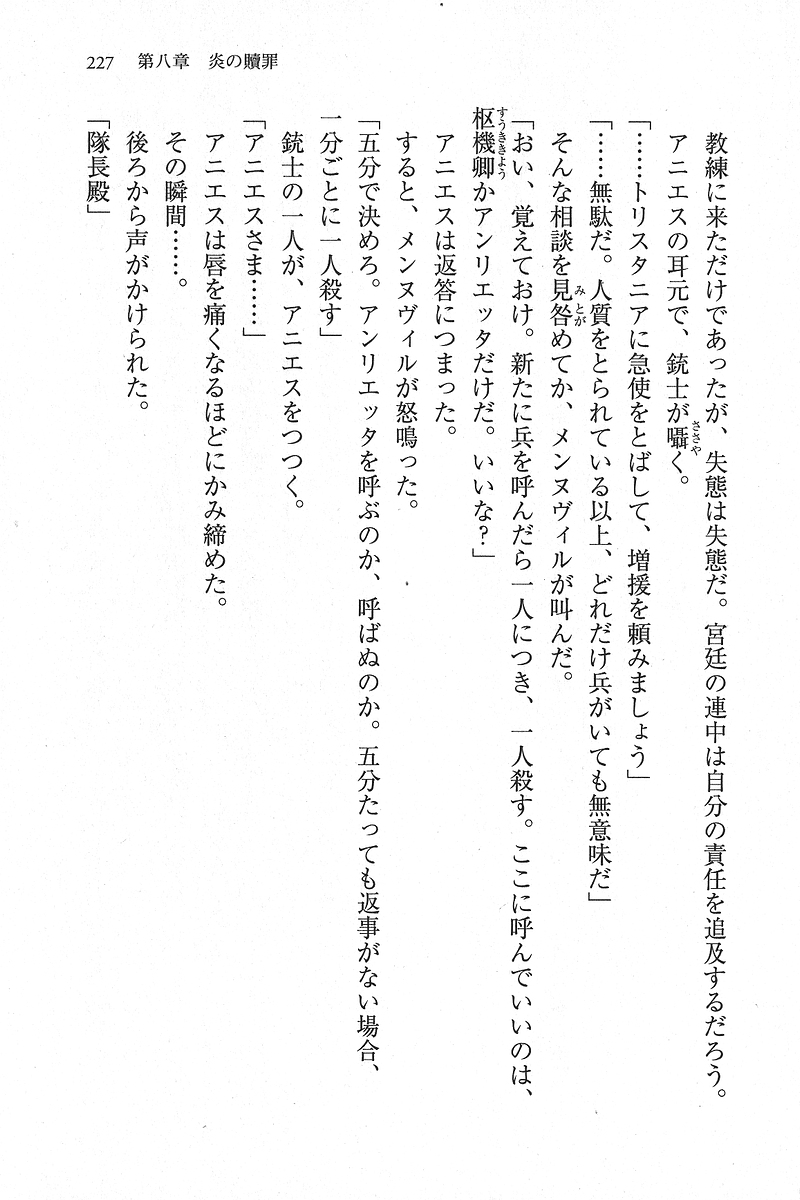 227　第八章　炎の贖罪
教練に来ただけであったが、失態は失態だ。宮廷の連中は自分の責任を追及するだろう。
アニエスの耳元で、銃士が囁く。
「……トリスタニアに急使をとばして、増援を頼みましょう」
「……無駄だ。人質をとられている以上、どれだけ兵がいても無意味だ」
そんな相談を見咎めてか、メンヌヴィルが叫んだ。
「おい、覚えておけ。新たに兵を呼んだら一人につき、一人殺す。ここに呼んでいいのは、
枢機卿かアンリエッタだけだ。いいな？」
アニエスは返答につまった。
すると、メンヌヴィルが怒鳴った。
「五分で決めろ。アンリエッタを呼ぶのか、呼ばぬのか。五分たっても返事がない場合、
一分ごとに一人殺す」
銃士の一人が、アニエスをつつく。
「アニエスさま……」
アニエスは唇を痛くなるほどにかみ締めた。
その瞬間……。
後ろから声がかけられた。
「隊長殿」